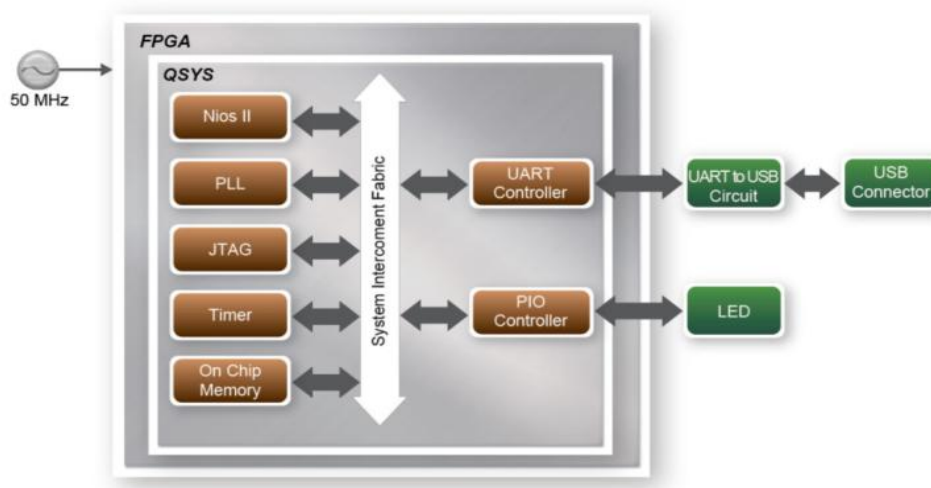 FPGA
QSYS
50 MHz
Nios II
PLL
JTAG
Timer
On Chip
Memory
System Intercoment Fabric
UART
Controller
PIO
Controller
UART to USB
Circuit
USB
Connector
LED